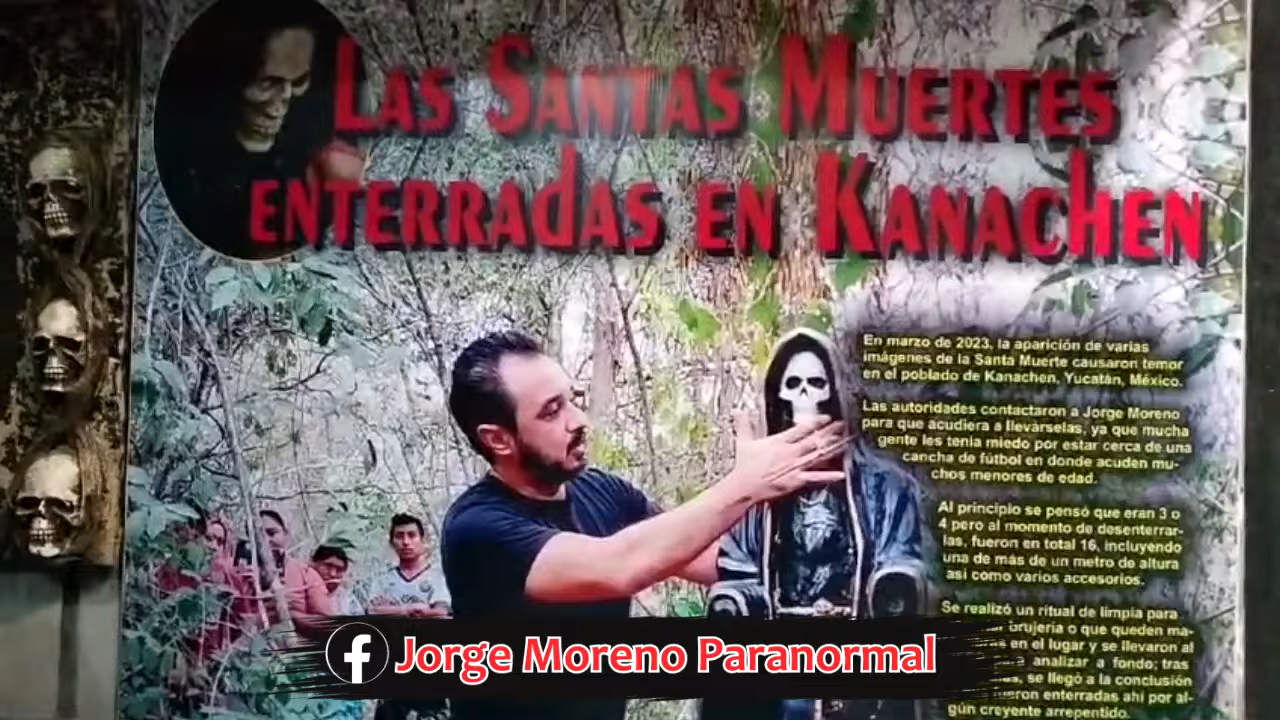 LAS SANTAS MUERTES
ENTERRADAS EN KANACHEN
En marzo de 2023, la aparición de varias
imágenes de la Santa Muerte causaron temor
en el poblado de Kanachen, Yucatán, México.
Las autoridades contactaron a Jorge Moreno
para que acudiera a llevárselas, ya que mucha
gente les tenía miedo por estar cerca de una
cancha de fútbol en donde acuden mu-
chos menores de edad.
Al principio se pensó que eran 3 o
4 pero al momento de desenterrar-
las, fueron en total 16, incluyendo
una de más de un metro de altura
así como varios accesorios.
Se realizó un ritual de limpia para
brujería o que queden ma-
en el lugar y se llevaron al
analizar a fondo; tras
se llegó a la conclusión
enterradas ahí por al-
gún creyente arrepentido.
f Jorge Moreno Paranormal